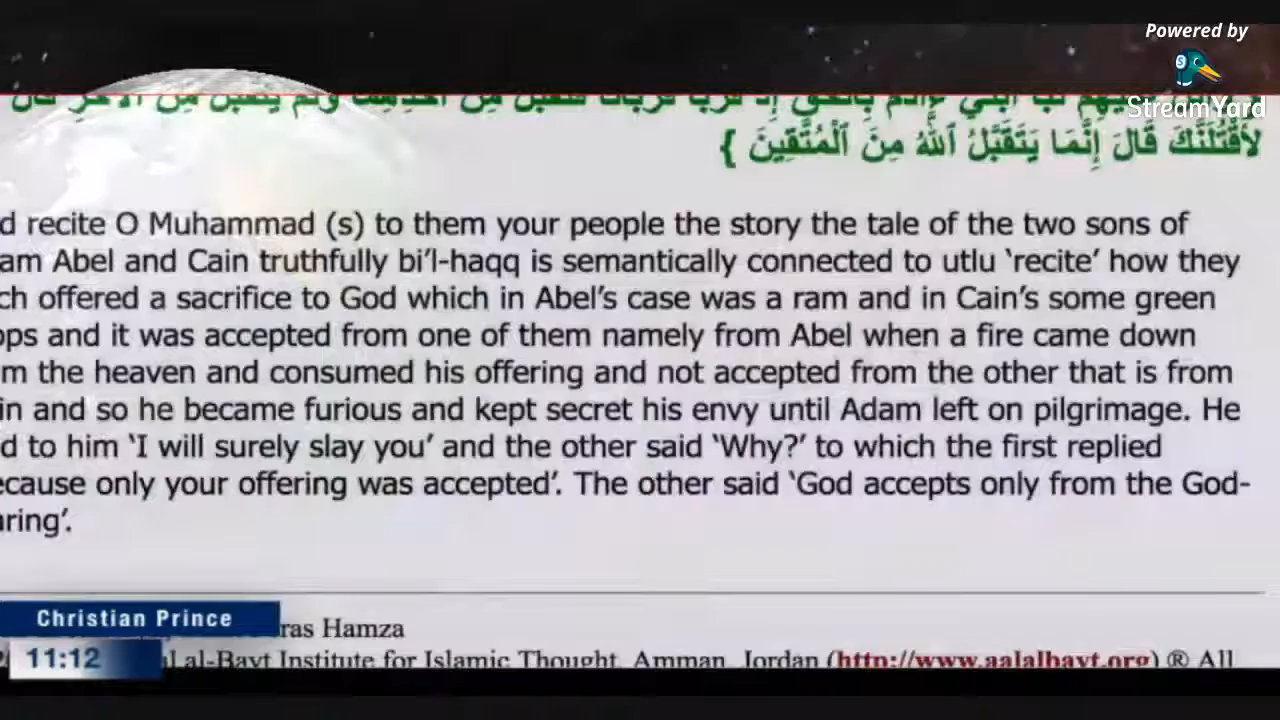 Powered by
StreamYard
لَأَقْتُلَنَّكَ قَالَ إِنَّمَا يَتَقَبَّلُ ٱللَّهُ مِنَ ٱلْمُتَّقِينَ }
d recite O Muhammad (s) to them your people the story the tale of the two sons of
am Abel and Cain truthfully bi’l-haqq is semantically connected to utlu ‘recite’ how they
ch offered a sacrifice to God which in Abel’s case was a ram and in Cain’s some green
ops and it was accepted from one of them namely from Abel when a fire came down
m the heaven and consumed his offering and not accepted from the other that is from
in and so he became furious and kept secret his envy until Adam left on pilgrimage. He
d to him ‘I will surely slay you’ and the other said ‘Why?’ to which the first replied
ecause only your offering was accepted’. The other said ‘God accepts only from the God-
aring’.
Christian Prince
ras Hamza
11:12
al-Bayt Institute for Islamic Thought, Amman, Jordan (http://www.aalalbayt.org) ® All